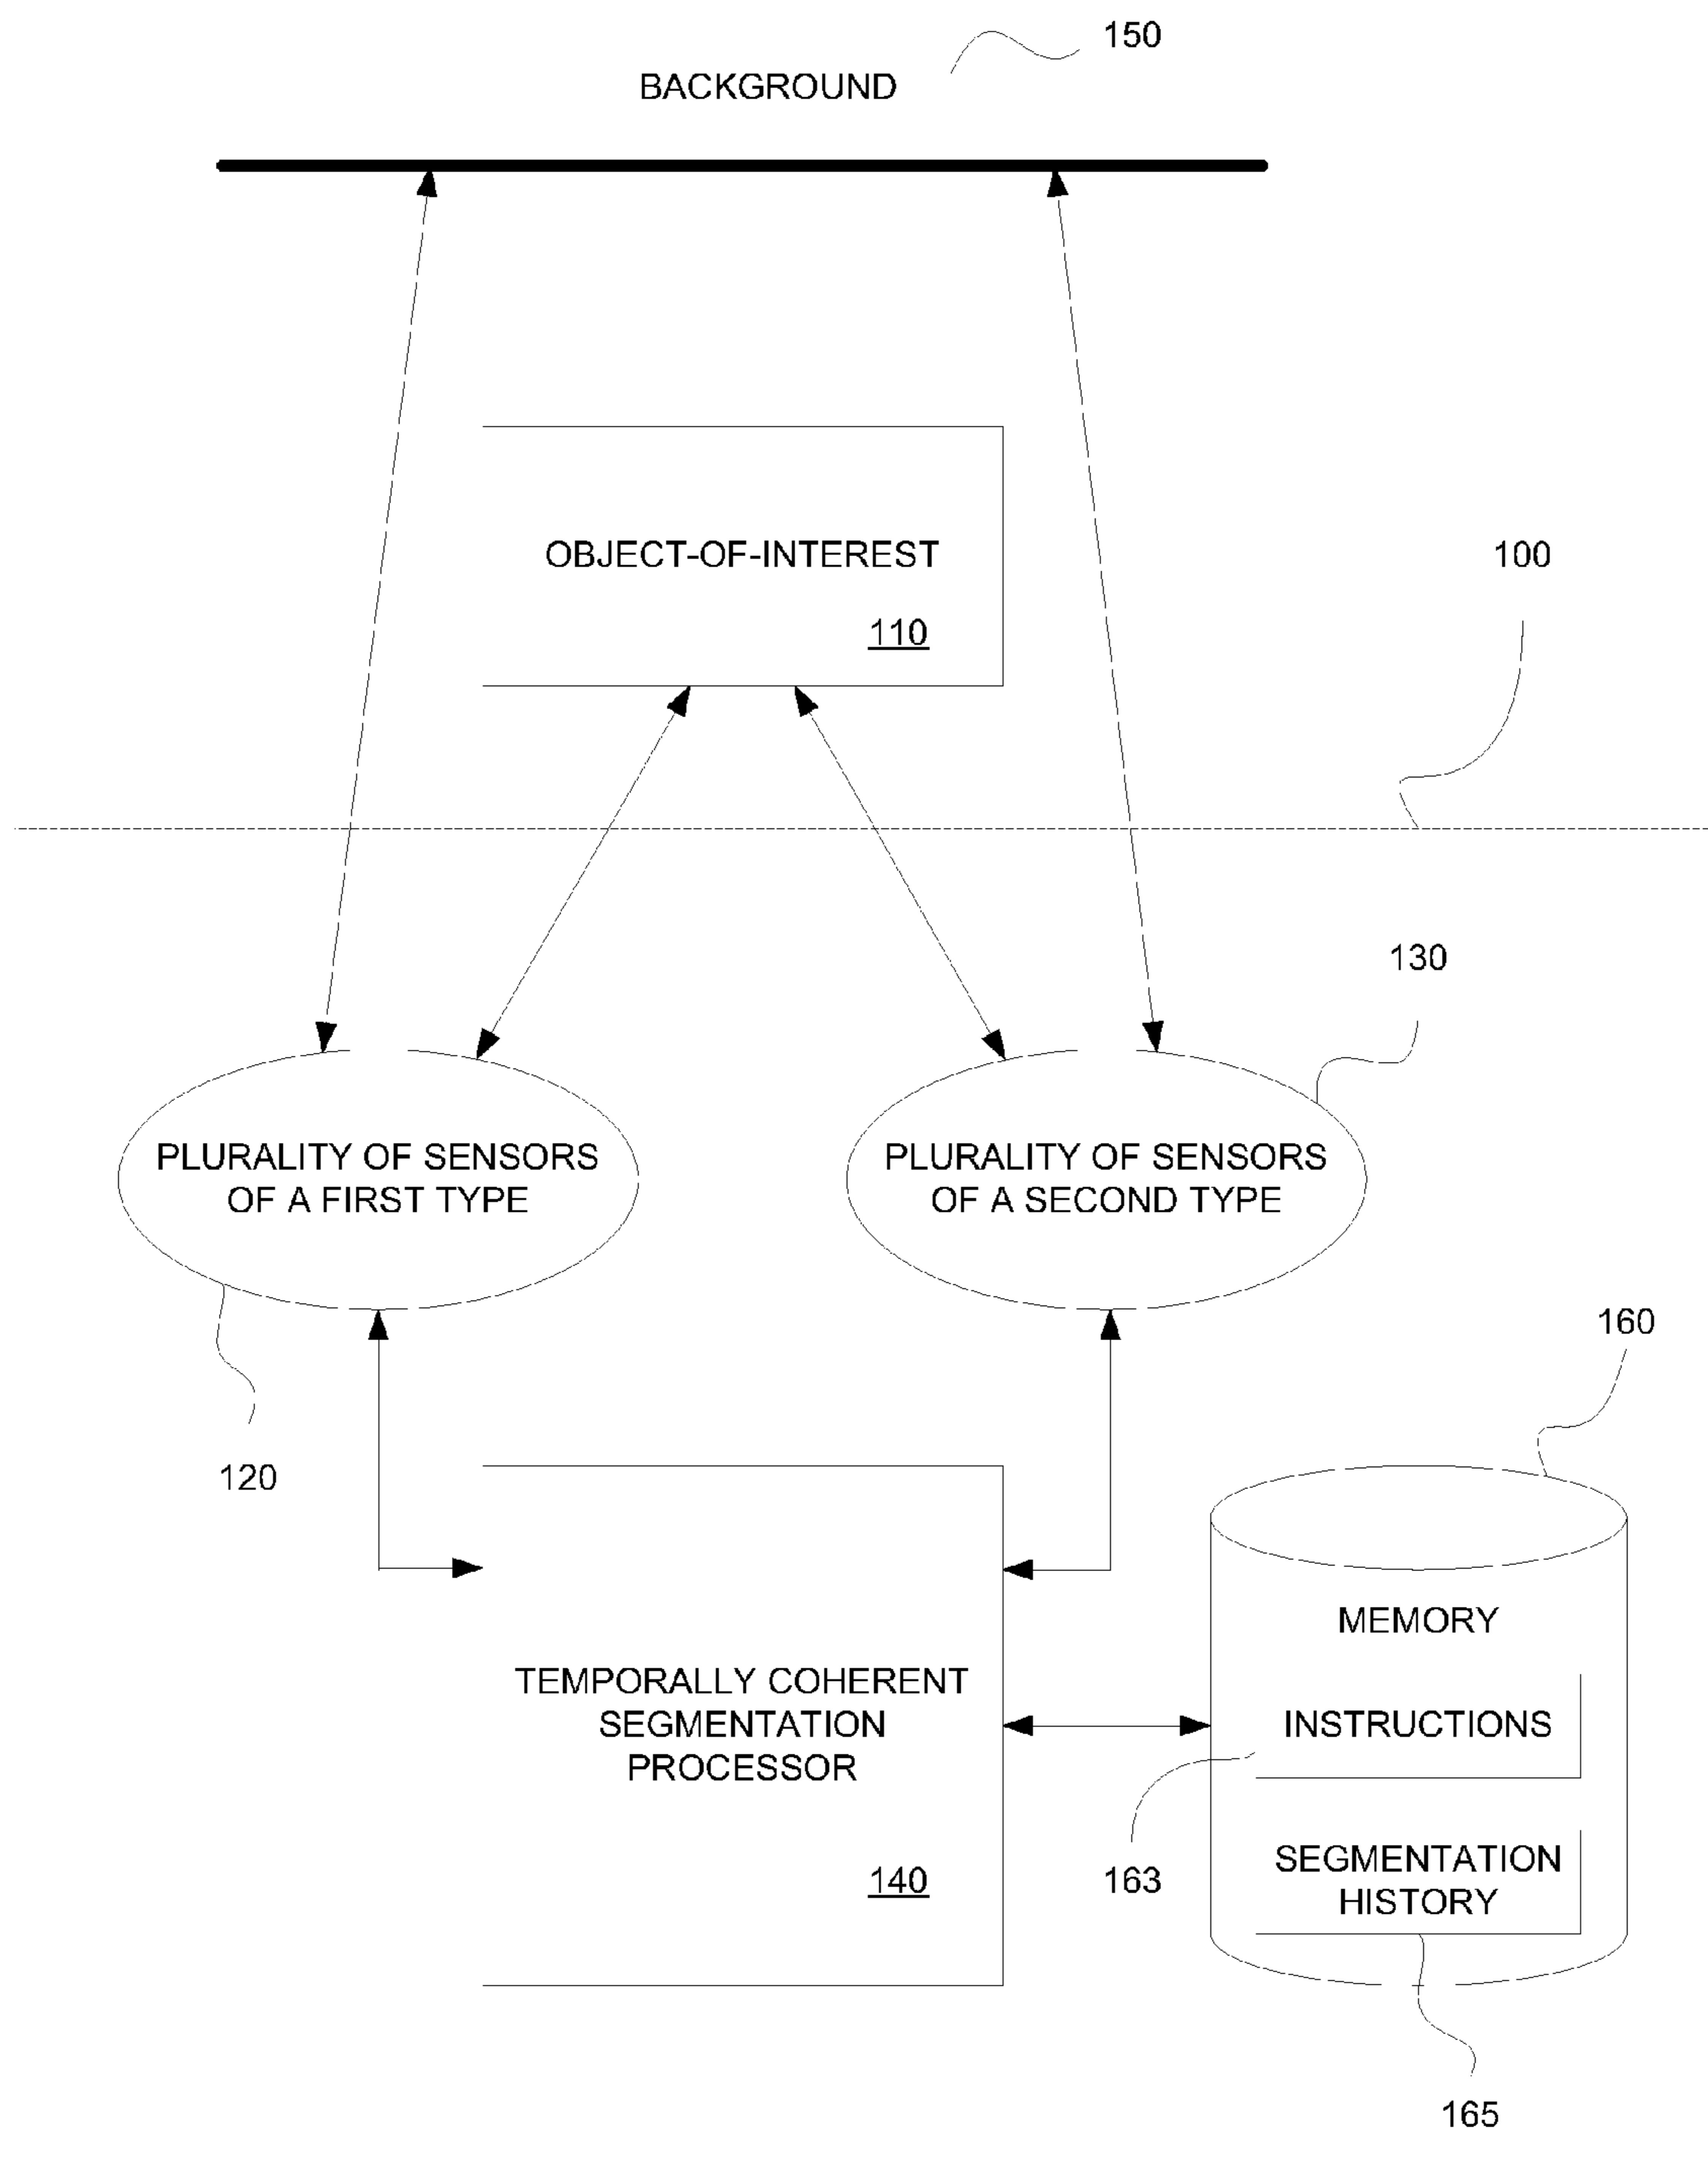 150
BACKGROUND
OBJECT-OF-INTEREST
110
100
130
PLURALITY OF SENSORS
OF A FIRST TYPE
PLURALITY OF SENSORS
OF A SECOND TYPE
120
160
MEMORY
INSTRUCTIONS
TEMPORALLY COHERENT
SEGMENTATION
PROCESSOR
140
163
SEGMENTATION
HISTORY
165